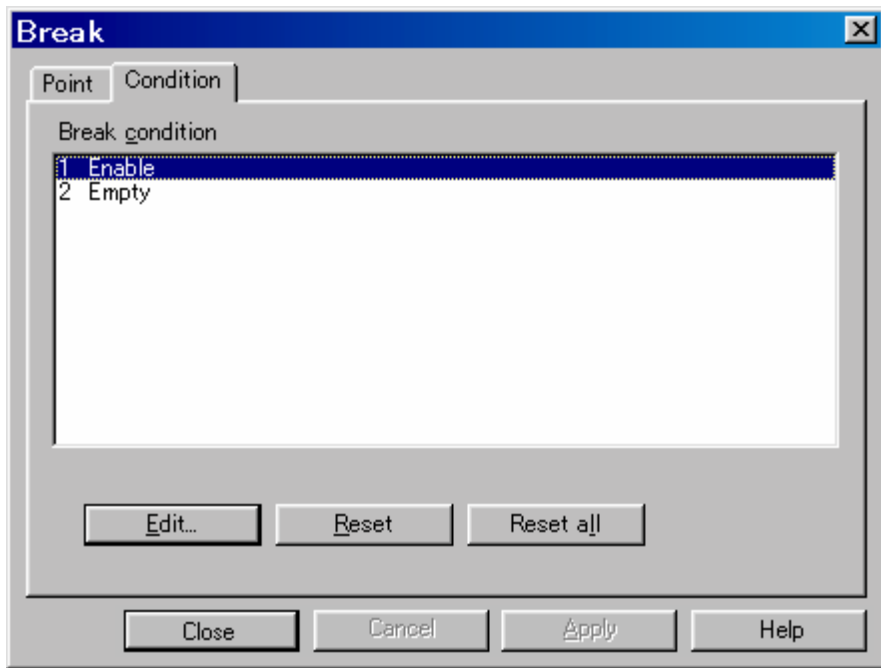 Break
Point Condition
Break condition
1 Enable
2 Empty
Edit... Reset Reset all
Close Cancel Apply Help